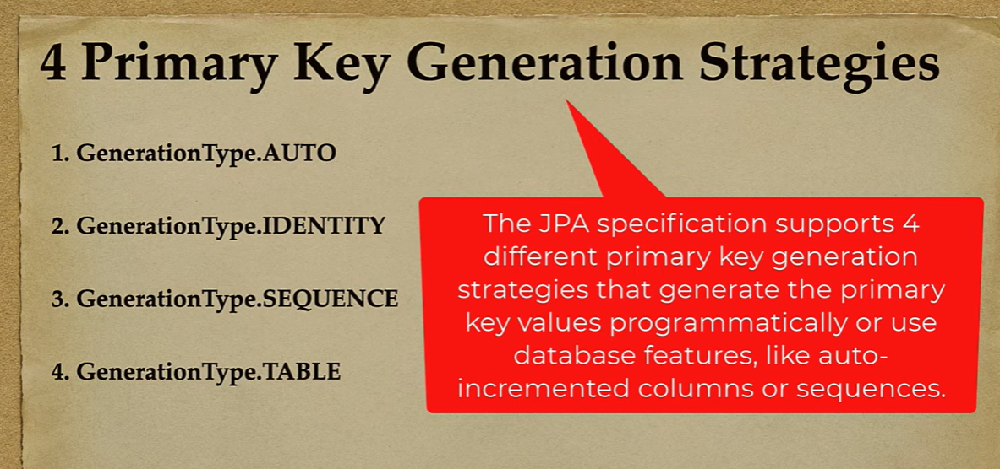 4 Primary Key Generation Strategies
1. GenerationType.AUTO
2. GenerationType.IDENTITY
3. GenerationType.SEQUENCE
4. GenerationType.TABLE
The JPA specification supports 4
different primary key generation
strategies that generate the primary
key values programmatically or use
database features, like auto-
incremented columns or sequences.